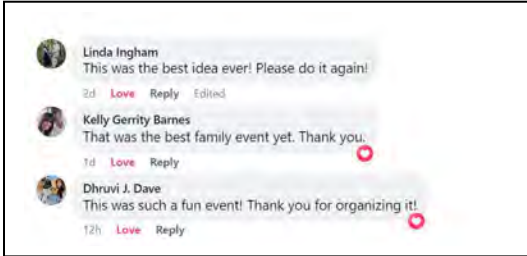 Linda Ingham
This was the best idea ever! Please do it again!
2d Love Reply Edited
Kelly Gerrity Barnes
That was the best family event yet. Thank you.
1d Love Reply
Dhruvi J. Dave
This was such a fun event! Thank you for organizing it!
12h Love Reply